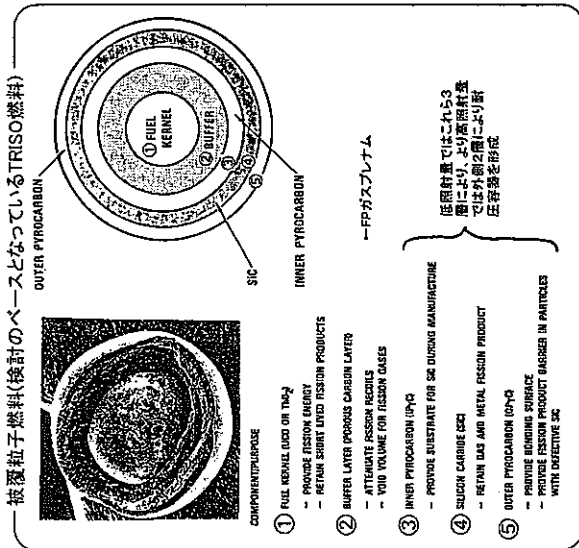 被覆粒子燃料(検討のベースとなっているTRISO燃料)
OUTER PYROCARBON
① FUEL
KERNEL
② BUFFER
③
④
⑤
SiC
INNER PYROCARBON
COMPONENT/PURPOSE
① FUEL KERNEL (UCO OR ThO₂)
-- PROVIDE FISSION ENERGY
-- RETAIN SHORT LIVED FISSION PRODUCTS
② BUFFER LAYER (POROUS CARBON LAYER)
-- ATTENUATE FISSION RECOILS
-- VOID VOLUME FOR FISSION GASES
←FPガスプレナム
③ INNER PYROCARBON (IPyC)
-- PROVIDE SUBSTRATE FOR SiC DURING MANUFACTURE
④ SILICON CARBIDE (SiC)
-- RETAIN GAS AND METAL FISSION PRODUCT
⑤ OUTER PYROCARBON (OPyC)
-- PROVIDE BONDING SURFACE
-- PROVIDE FISSION PRODUCT BARRIER IN PARTICLES
WITH DEFECTIVE SiC
低照射量ではこれら3
層により、より高照射量
では外側2層により耐
圧容器を形成